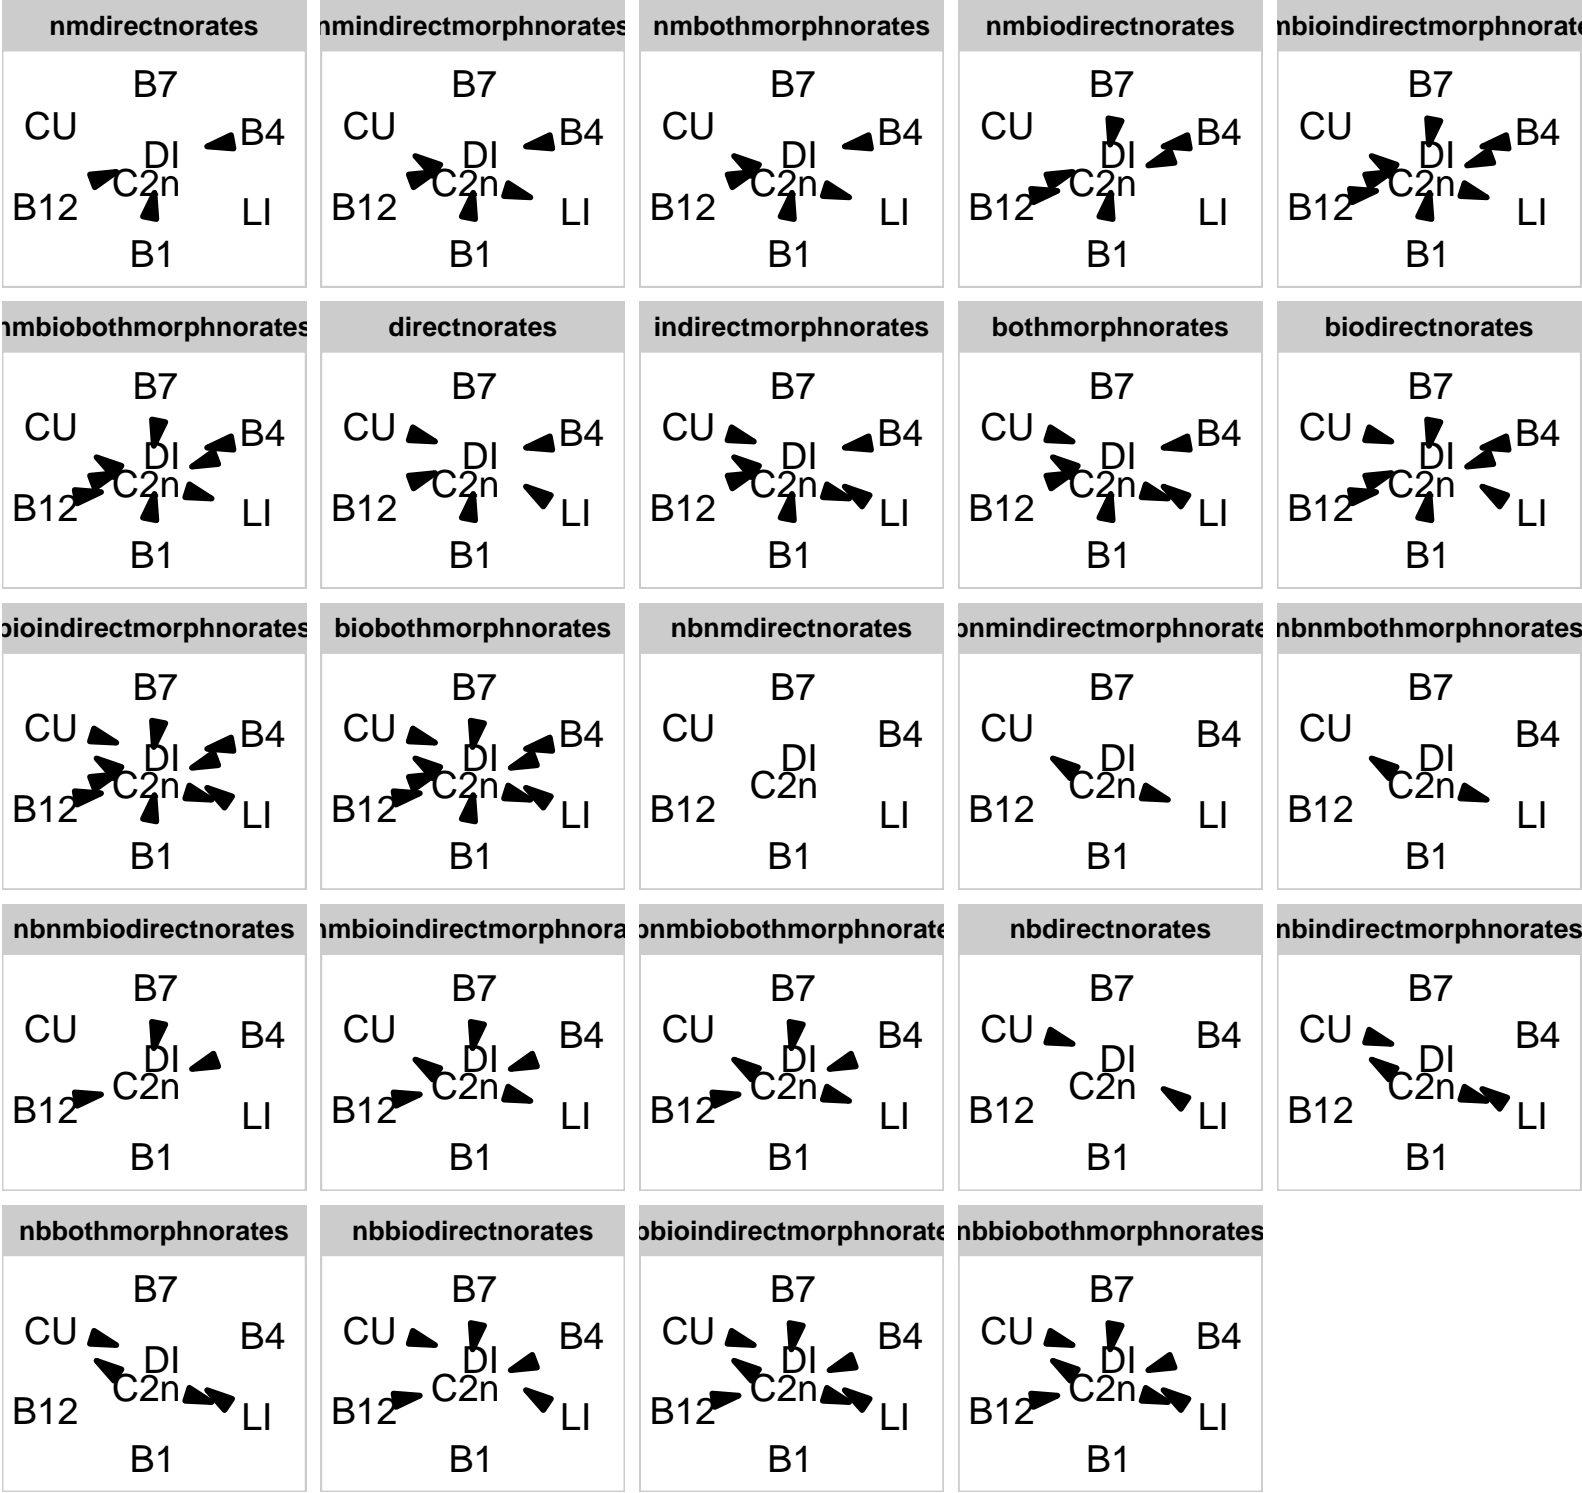 nmdirectnorates
B7
CU B4
DI
C2n
B12 LI
B1
nmindirectmorphnorates
B7
CU B4
DI
C2n
B12 LI
B1
nmbothmorphnorates
B7
CU B4
DI
C2n
B12 LI
B1
nmbiodirectnorates
B7
CU B4
DI
C2n
B12 LI
B1
mbioindirectmorphnorate
B7
CU B4
DI
C2n
B12 LI
B1
nmbiobothmorphnorates
B7
CU B4
DI
C2n
B12 LI
B1
directnorates
B7
CU B4
DI
C2n
B12 LI
B1
indirectmorphnorates
B7
CU B4
DI
C2n
B12 LI
B1
bothmorphnorates
B7
CU B4
DI
C2n
B12 LI
B1
biodirectnorates
B7
CU B4
DI
C2n
B12 LI
B1
bioindirectmorphnorates
B7
CU B4
DI
C2n
B12 LI
B1
biobothmorphnorates
B7
CU B4
DI
C2n
B12 LI
B1
nbnmdirectnorates
B7
CU B4
DI
C2n
B12 LI
B1
bnmindirectmorphnorate
B7
CU B4
DI
C2n
B12 LI
B1
nbnmbothmorphnorates
B7
CU B4
DI
C2n
B12 LI
B1
nbnmbiodirectnorates
B7
CU B4
DI
C2n
B12 LI
B1
nmbioindirectmorphnora
B7
CU B4
DI
C2n
B12 LI
B1
bnmbiobothmorphnorate
B7
CU B4
DI
C2n
B12 LI
B1
nbdirectnorates
B7
CU B4
DI
C2n
B12 LI
B1
nbindirectmorphnorates
B7
CU B4
DI
C2n
B12 LI
B1
nbbothmorphnorates
B7
CU B4
DI
C2n
B12 LI
B1
nbbiodirectnorates
B7
CU B4
DI
C2n
B12 LI
B1
bbioindirectmorphnorate
B7
CU B4
DI
C2n
B12 LI
B1
nbbiobothmorphnorates
B7
CU B4
DI
C2n
B12 LI
B1